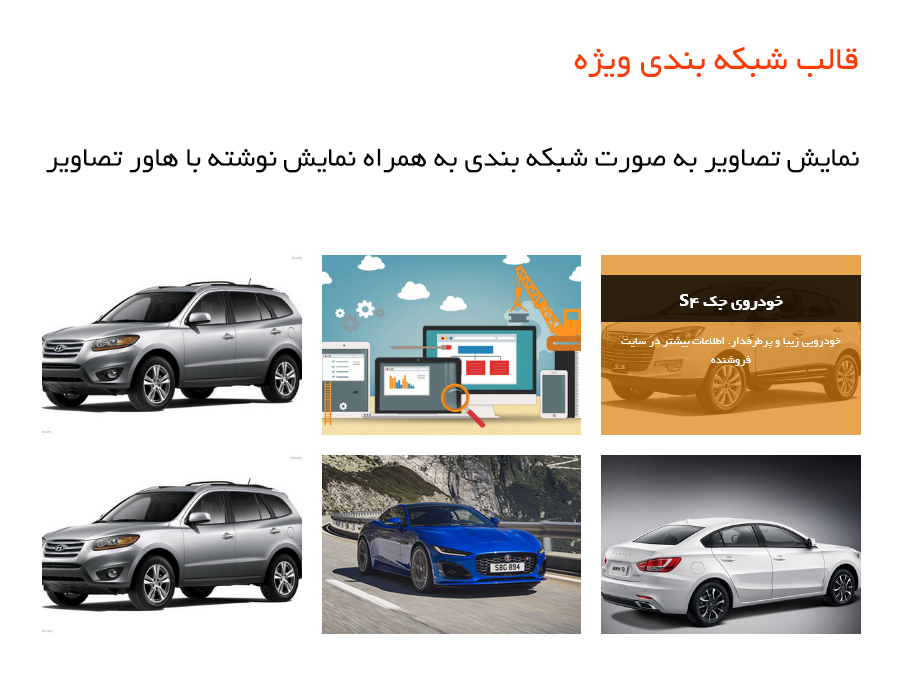 قالب شبکه بندی ویژه
نمایش تصاویر به صورت شبکه بندی به همراه نمایش نوشته با هاور تصاویر
خودروی جک S۴
خودرویی زیبا و پرطرفدار. اطلاعات بیشتر در سایت
فروشنده
SBG 894